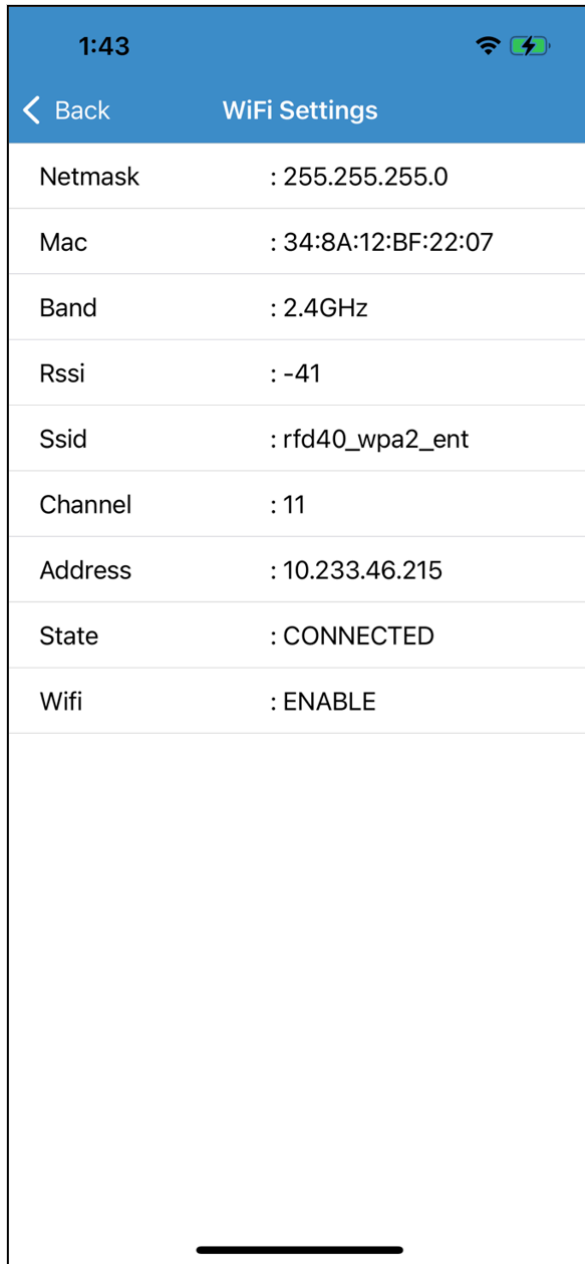 1:43
Back WiFi Settings
Netmask : 255.255.255.0
Mac : 34:8A:12:BF:22:07
Band : 2.4GHz
Rssi : -41
Ssid : rfd40_wpa2_ent
Channel : 11
Address : 10.233.46.215
State : CONNECTED
Wifi : ENABLE